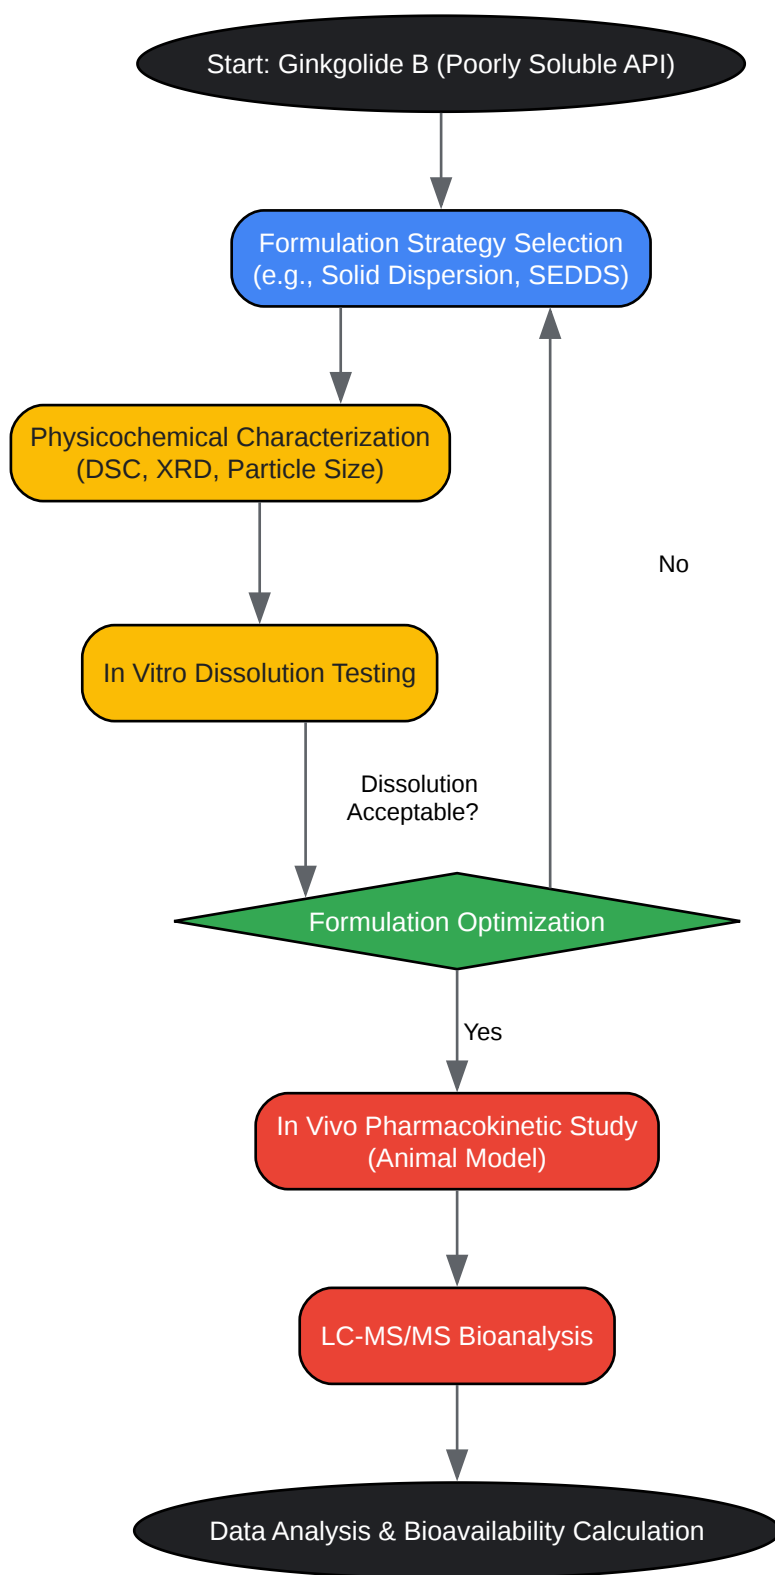 Start: Ginkgolide B (Poorly Soluble API)
Formulation Strategy Selection
(e.g., Solid Dispersion, SEDDS)
Physicochemical Characterization
(DSC, XRD, Particle Size)
No
In Vitro Dissolution Testing
Dissolution
Acceptable?
Formulation Optimization
Yes
In Vivo Pharmacokinetic Study
(Animal Model)
LC-MS/MS Bioanalysis
Data Analysis & Bioavailability Calculation